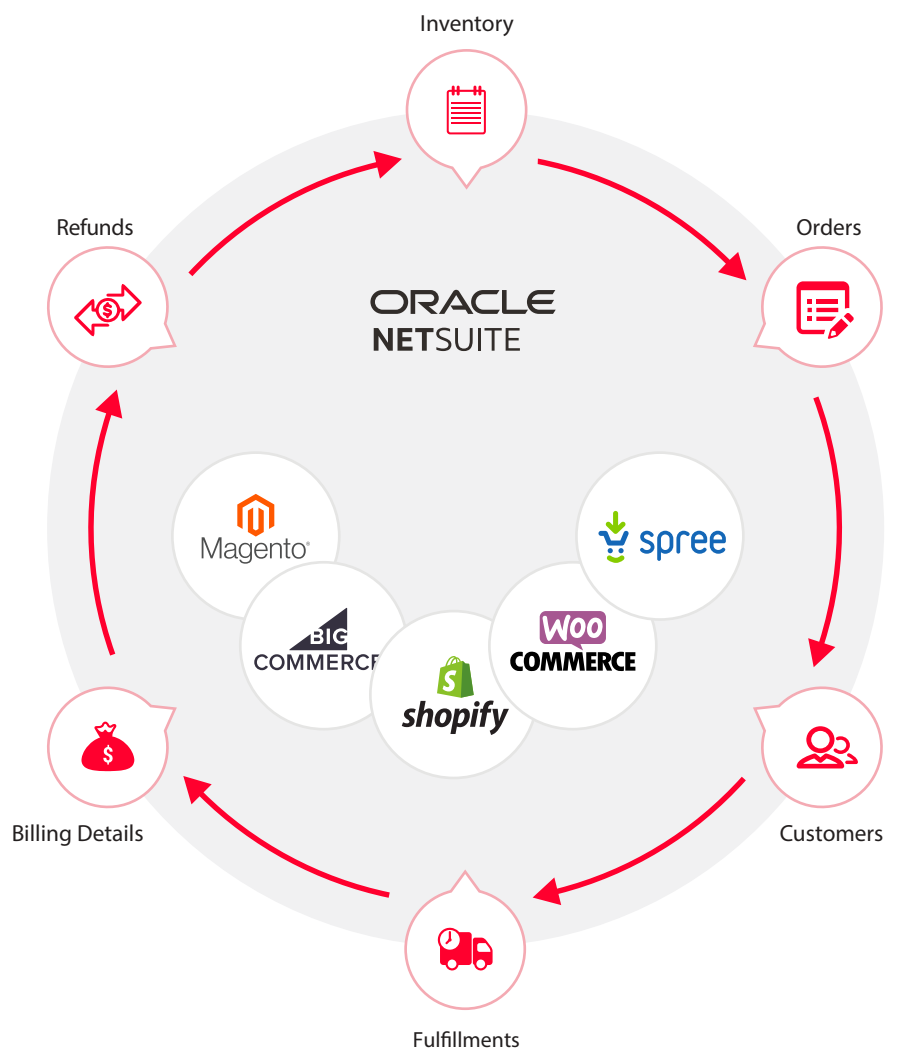 Inventory
Refunds
Orders
ORACLE
NETSUITE
Magento
spree
BIG
COMMERCE
WOO
COMMERCE
S
shopify
$
$
Billing Details
Customers
Fulfillments